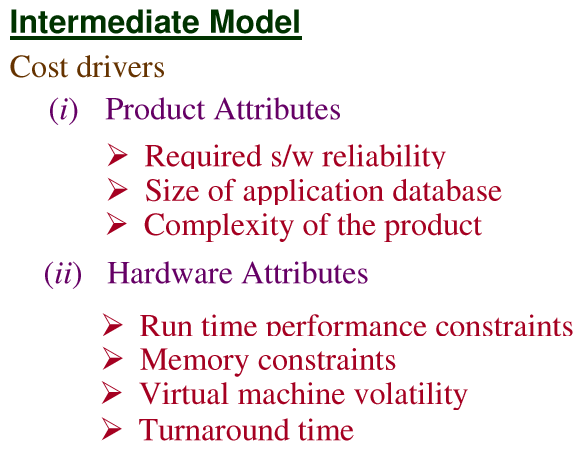 Intermediate Model
Cost drivers
(i) Product Attributes
➢ Required s/w reliability
➢ Size of application database
➢ Complexity of the product
(ii) Hardware Attributes
➢ Run time performance constraints
➢ Memory constraints
➢ Virtual machine volatility
➢ Turnaround time